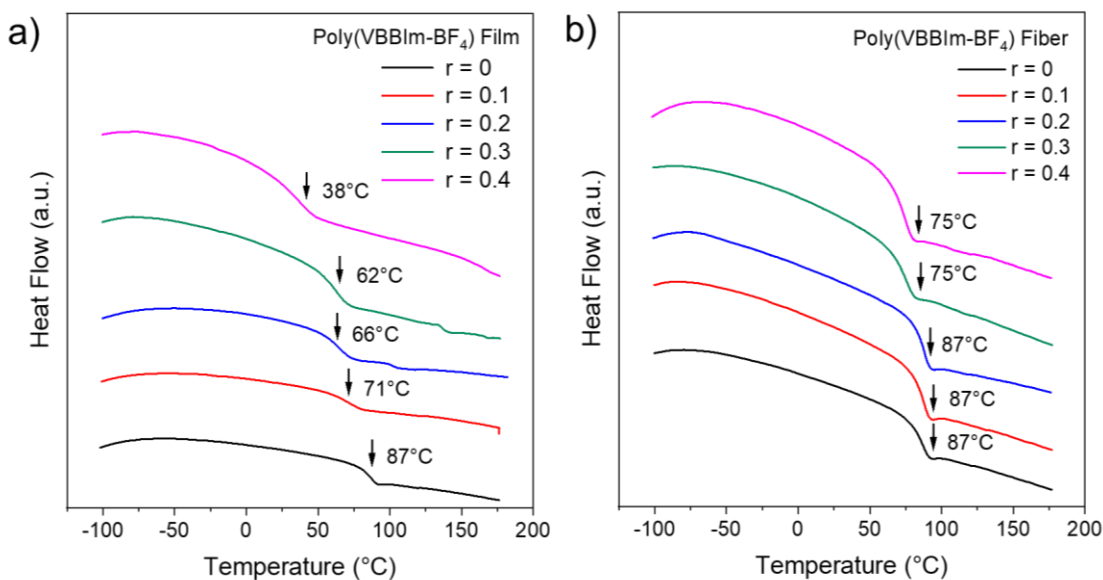 a)
Poly(VBBIm-BF₄) Film
r = 0
r = 0.1
r = 0.2
r = 0.3
r = 0.4
38°C
62°C
66°C
71°C
87°C
Heat Flow (a.u.)
-100 -50 0 50 100 150 200
Temperature (°C)
b)
Poly(VBBIm-BF₄) Fiber
r = 0
r = 0.1
r = 0.2
r = 0.3
r = 0.4
75°C
75°C
87°C
87°C
87°C
Heat Flow (a.u.)
-100 -50 0 50 100 150 200
Temperature (°C)